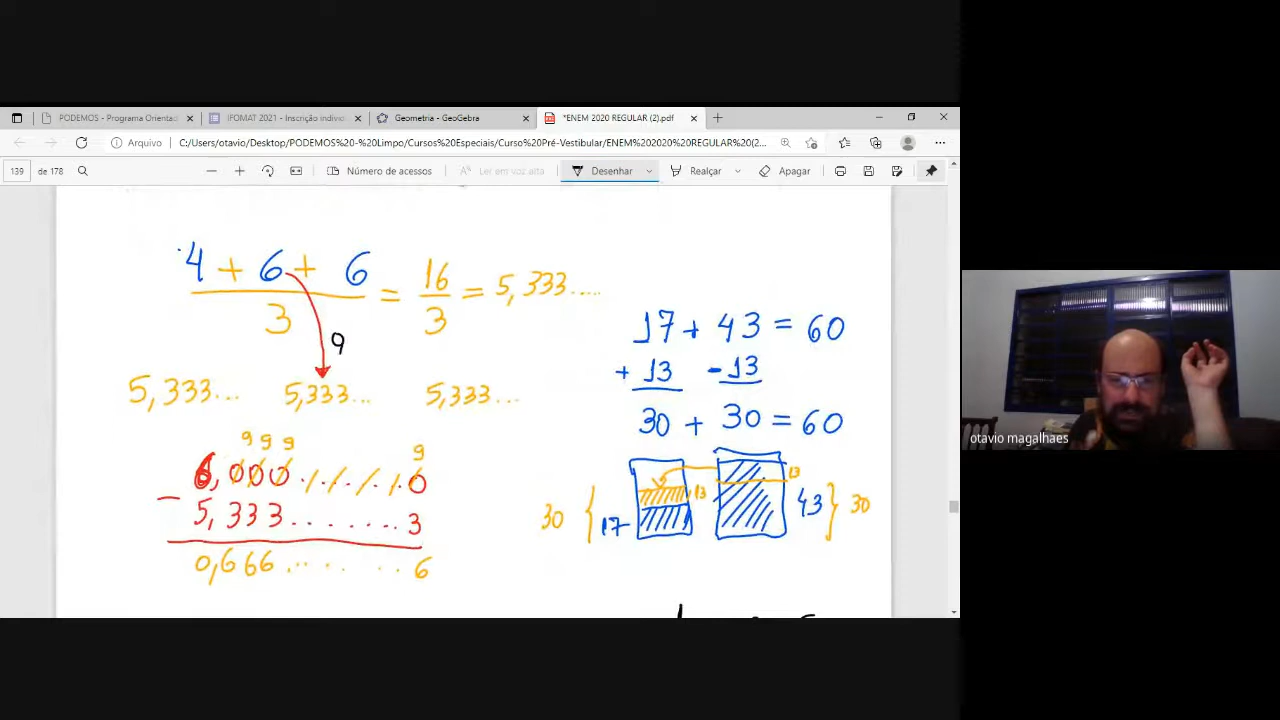 PODEMOS - Programa Orientad
IFOMAT 2021 - Inscrição indivi
Geometria - GeoGebra
*ENEM 2020 REGULAR (2).pdf
Arquivo
C:/Users/otavio/Desktop/PODEMOS%20-%20Limpo/Cursos%20Especiais/Curso%20Pré-Vestibular/ENEM%202020%20REGULAR%20(2...
139
de 178
Número de acessos
Ler em voz alta
Desenhar
Realçar
Apagar
4 + 6 + 6
3
=
16
3
= 5,333.....
9
5,333... 5,333... 5,333...
9 9 9 9
6,000.........0
- 5,333........3
0,666........6
17 + 43 = 60
+ 13 - 13
30 + 30 = 60
30 { 17 13 13 43 } 30
otavio magalhaes